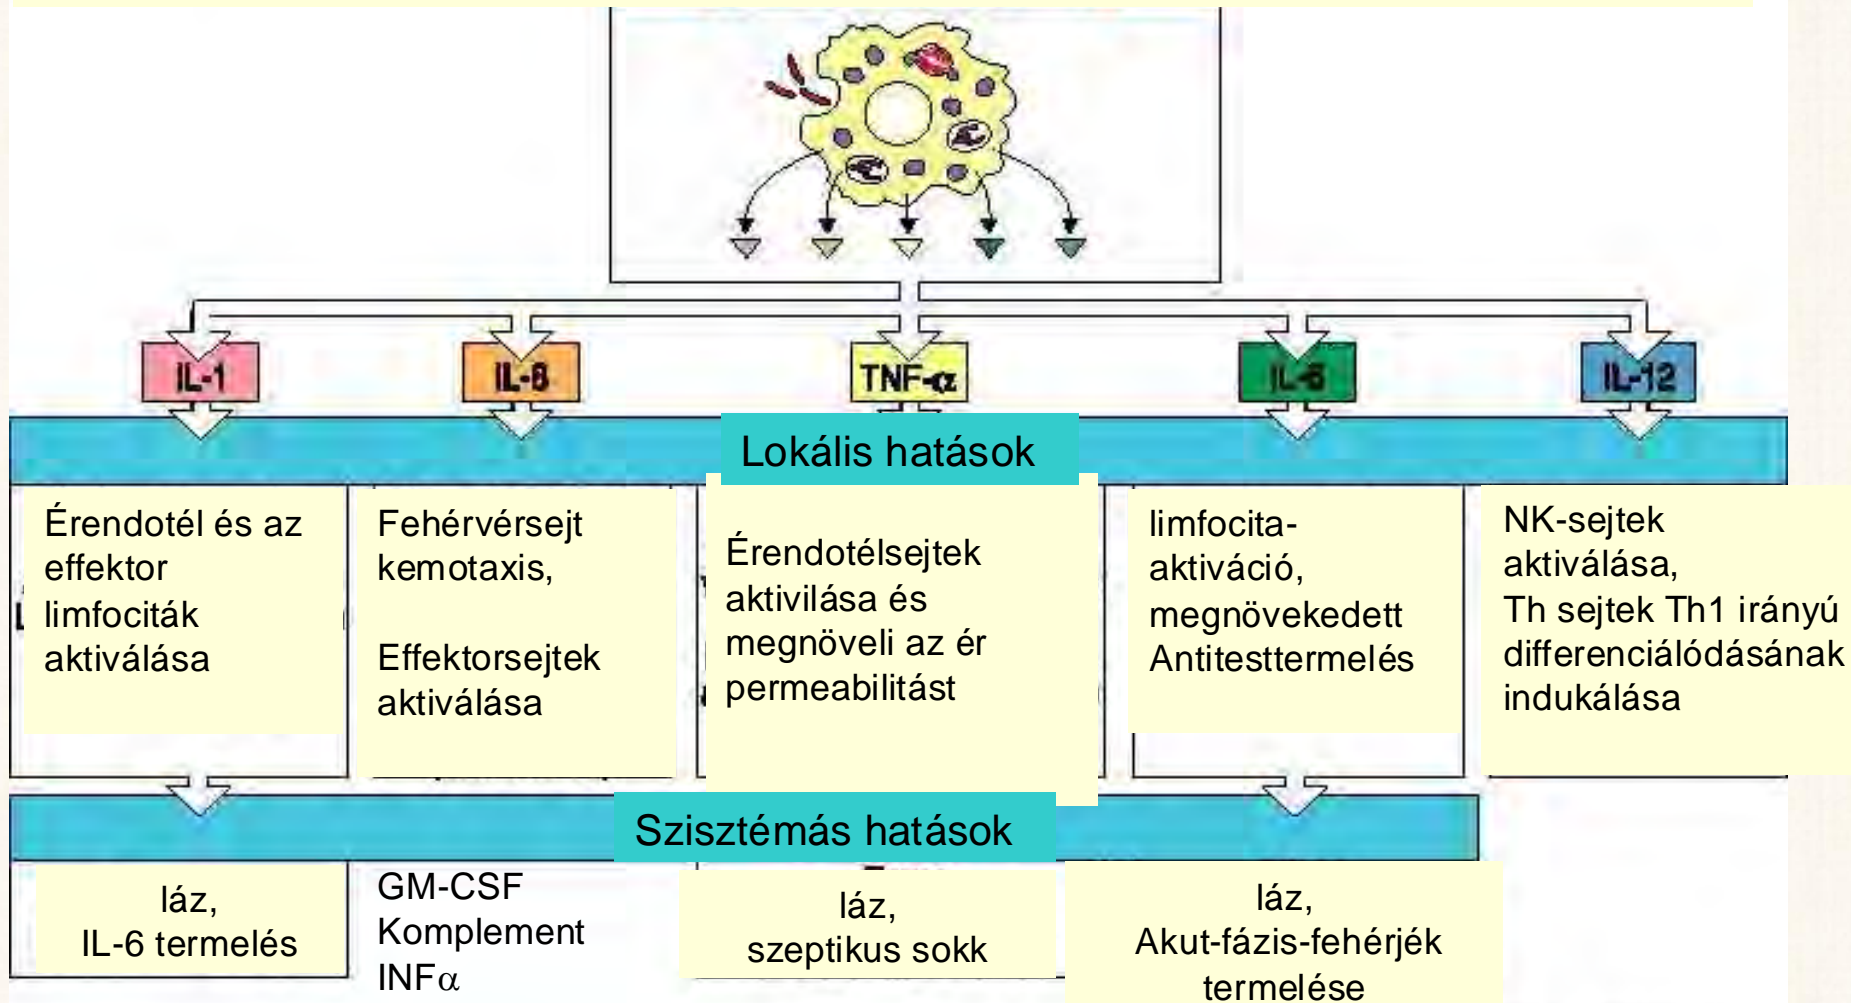 IL-1
IL-8
TNF-α
IL-6
IL-12
Lokális hatások
Érendotél és az
effektor
limfociták
aktiválása
Fehérvérsejt
kemotaxis,
Effektorsejtek
aktiválása
Érendotélsejtek
aktivilása és
megnöveli az ér
permeabilitást
limfocita-
aktiváció,
megnövekedett
Antitesttermelés
NK-sejtek
aktiválása,
Th sejtek Th1 irányú
differenciálódásának
indukálása
Szisztémás hatások
láz,
IL-6 termelés
GM-CSF
Komplement
INFα
láz,
szeptikus sokk
láz,
Akut-fázis-fehérjék
termelése